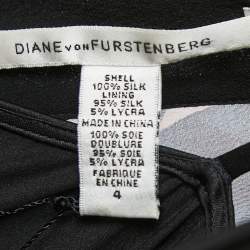 DIANE VON FURSTENBERG
SHELL
100% SILK
LINING
95% SILK
5% LYCRA
MADE IN CHINA
100% SOIE
DOUBLURE
95% SOIE
5% LYCRA
FABRIQUE
EN CHINE
4